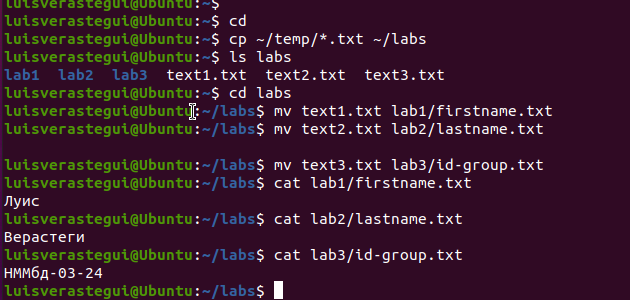 luisverastegui@Ubuntu:~$
luisverastegui@Ubuntu:~$ cd
luisverastegui@Ubuntu:~$ cp ~/temp/*.txt ~/labs
luisverastegui@Ubuntu:~$ ls labs
lab1  lab2  lab3  text1.txt  text2.txt  text3.txt
luisverastegui@Ubuntu:~$ cd labs
luisverastegui@Ubuntu:~/labs$ mv text1.txt lab1/firstname.txt
luisverastegui@Ubuntu:~/labs$ mv text2.txt lab2/lastname.txt
luisverastegui@Ubuntu:~/labs$ mv text3.txt lab3/id-group.txt
luisverastegui@Ubuntu:~/labs$ cat lab1/firstname.txt
Луис
luisverastegui@Ubuntu:~/labs$ cat lab2/lastname.txt
Верастеги
luisverastegui@Ubuntu:~/labs$ cat lab3/id-group.txt
НММбд-03-24
luisverastegui@Ubuntu:~/labs$